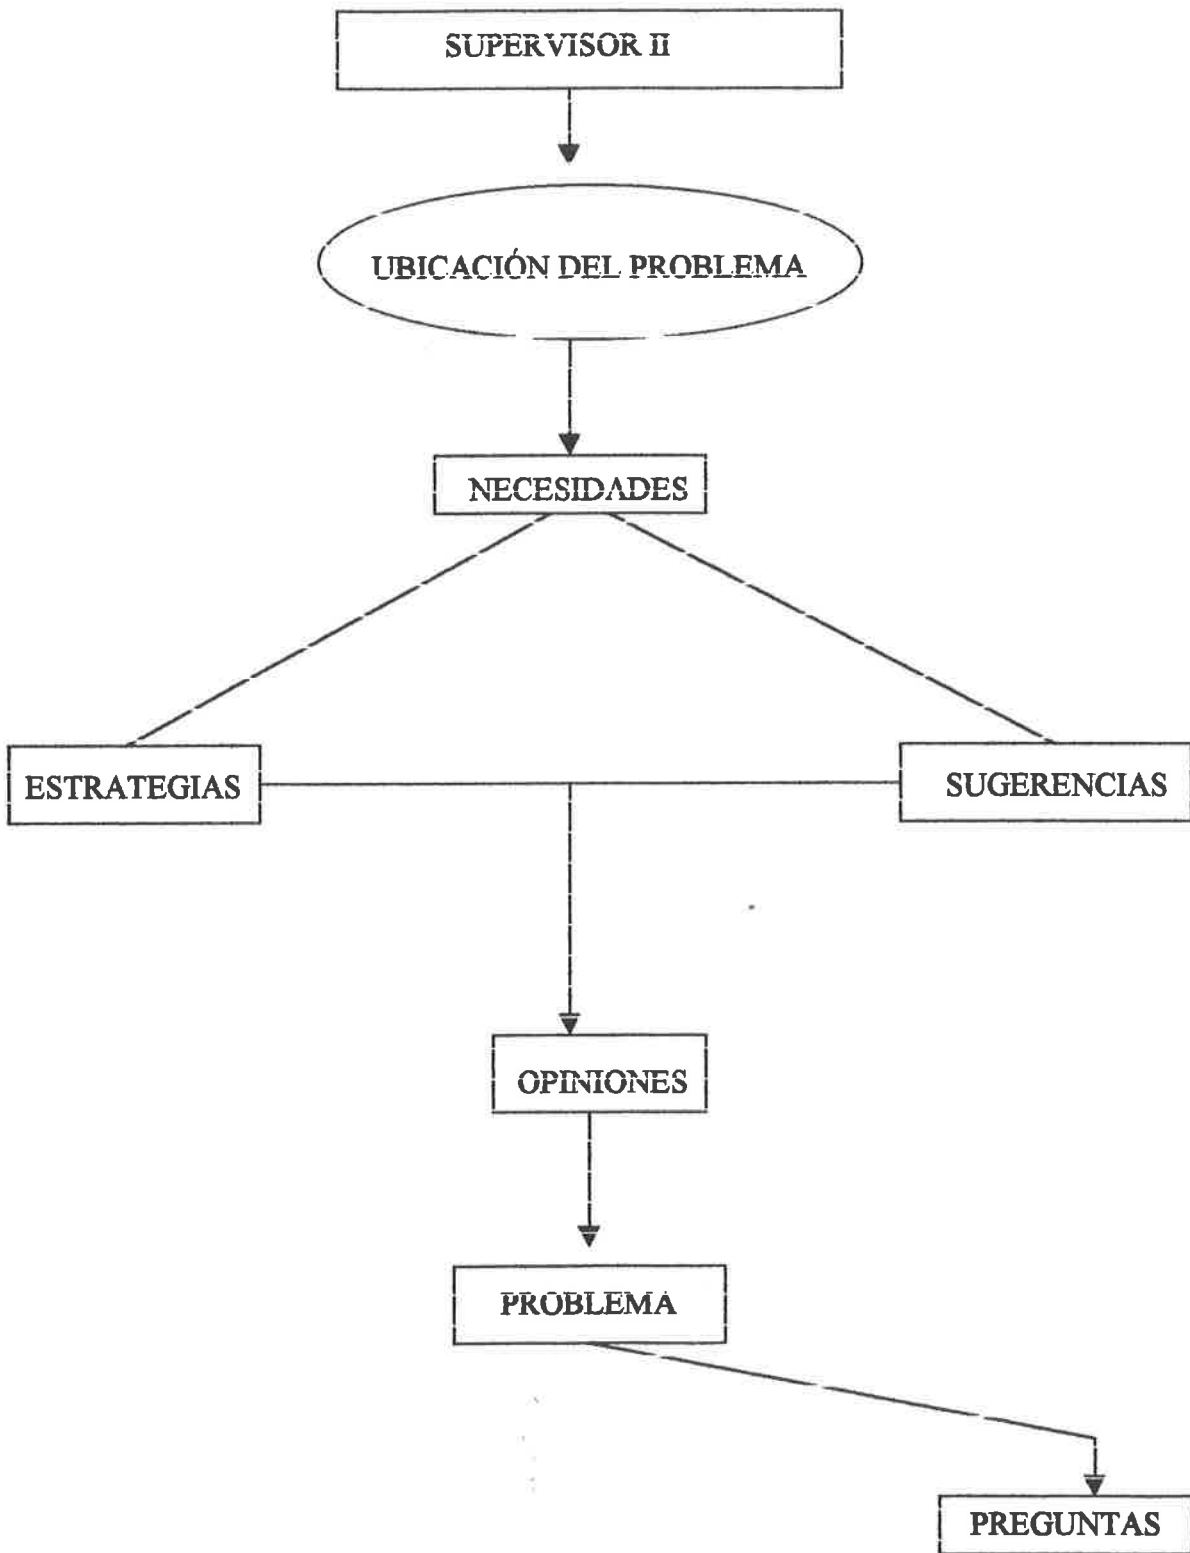 SUPERVISOR II
UBICACIÓN DEL PROBLEMA
NECESIDADES
ESTRATEGIAS
SUGERENCIAS
OPINIONES
PROBLEMA
PREGUNTAS